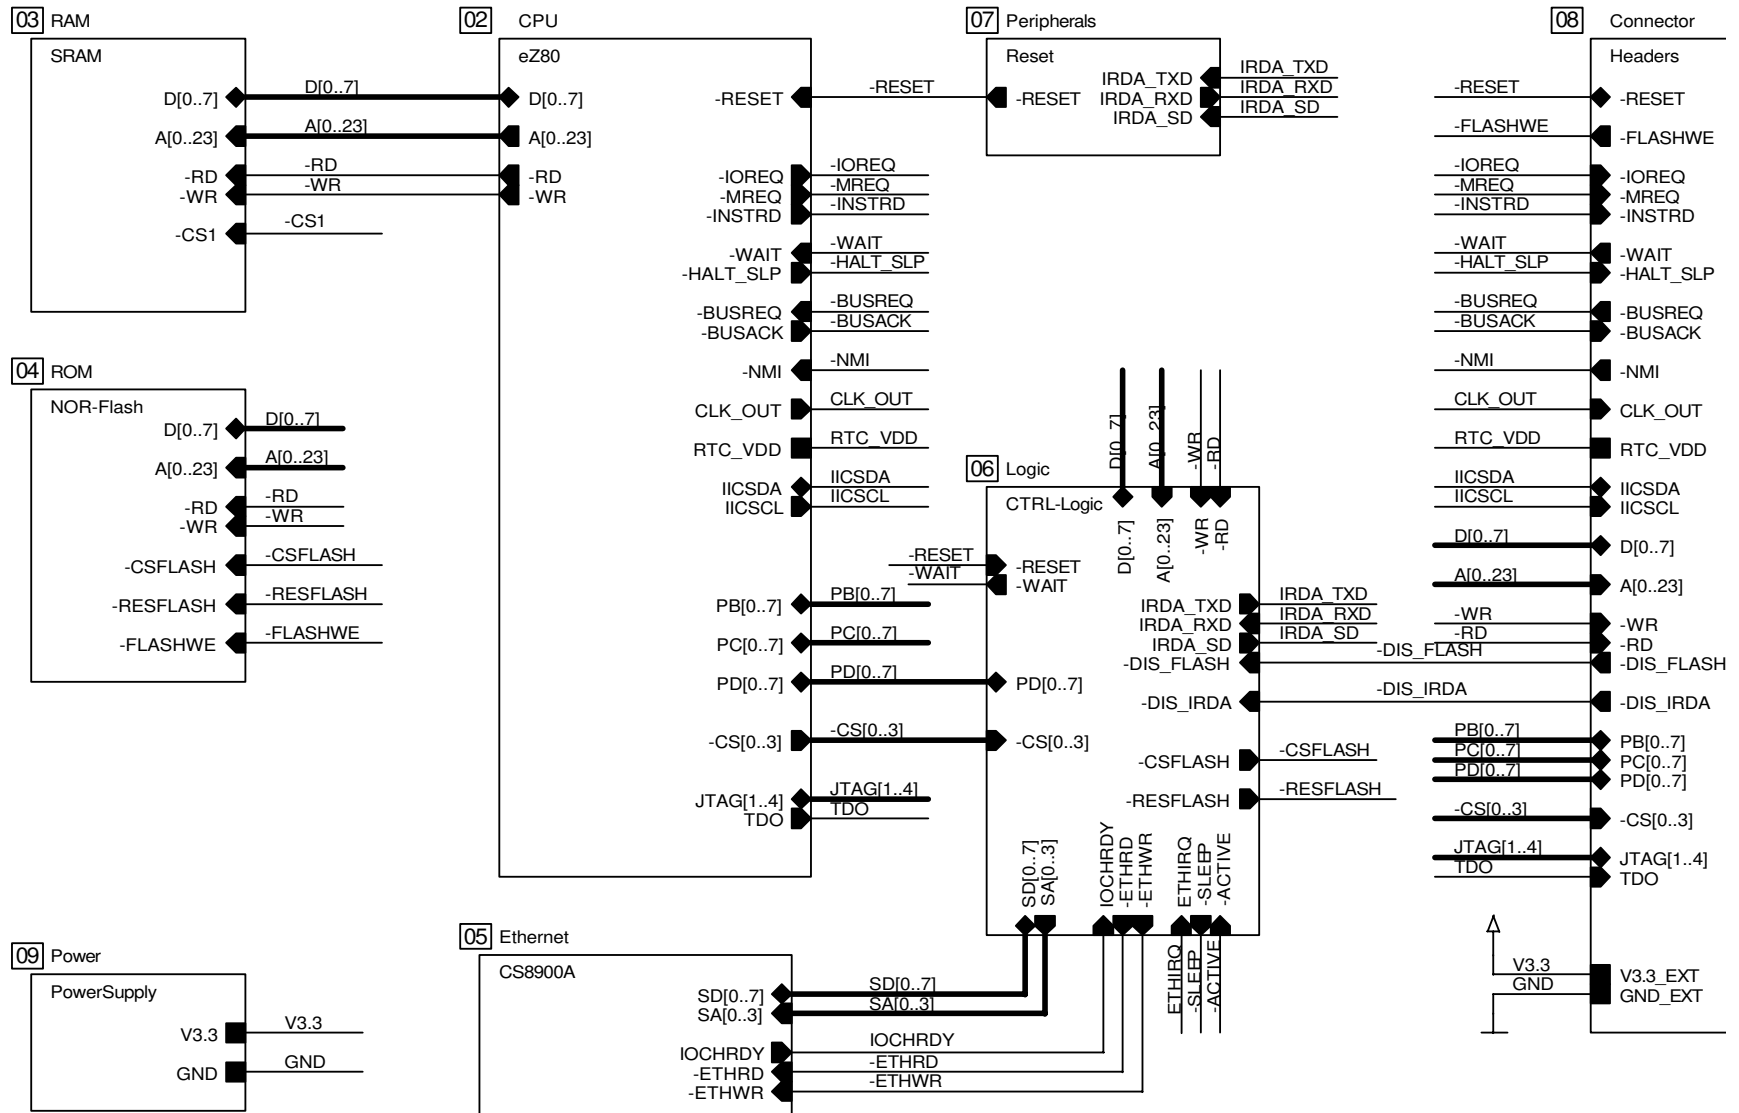 03 RAM
SRAM
D[0..7] D[0..7]
A[0..23] A[0..23]
-RD -RD
-WR -WR
-CS1 -CS1
04 ROM
NOR-Flash
D[0..7] D[0..7]
A[0..23] A[0..23]
-RD -RD
-WR -WR
-CSFLASH -CSFLASH
-RESFLASH -RESFLASH
-FLASHWE -FLASHWE
09 Power
PowerSupply
V3.3 V3.3
GND GND
02 CPU
eZ80
D[0..7]
A[0..23]
-RD
-WR
-RESET -RESET
-IOREQ -IOREQ
-MREQ -MREQ
-INSTRD -INSTRD
-WAIT -WAIT
-HALT_SLP -HALT_SLP
-BUSREQ -BUSREQ
-BUSACK -BUSACK
-NMI -NMI
CLK_OUT CLK_OUT
RTC_VDD RTC_VDD
IICSDA IICSDA
IICSCL IICSCL
PB[0..7] PB[0..7]
PC[0..7] PC[0..7]
PD[0..7] PD[0..7]
-CS[0..3] -CS[0..3]
JTAG[1..4] JTAG[1..4]
TDO TDO
05 Ethernet
CS8900A
SD[0..7] SD[0..7]
SA[0..3] SA[0..3]
IOCHRDY IOCHRDY
-ETHRD -ETHRD
-ETHWR -ETHWR
07 Peripherals
Reset
-RESET
IRDA_TXD IRDA_TXD
IRDA_RXD IRDA_RXD
IRDA_SD IRDA_SD
06 Logic
CTRL-Logic
D[0..7] D[0..7]
A[0..23] A[0..23]
-WR -WR
-RD -RD
-RESET -RESET
-WAIT -WAIT
PD[0..7]
-CS[0..3]
IRDA_TXD IRDA_TXD
IRDA_RXD IRDA_RXD
IRDA_SD IRDA_SD
-DIS_FLASH -DIS_FLASH
-DIS_IRDA -DIS_IRDA
-CSFLASH -CSFLASH
-RESFLASH -RESFLASH
SD[0..7]
SA[0..3]
IOCHRDY
-ETHRD
-ETHWR
ETHIRQ ETHIRQ
-SLEEP -SLEEP
-ACTIVE -ACTIVE
08 Connector
Headers
-RESET -RESET
-FLASHWE -FLASHWE
-IOREQ -IOREQ
-MREQ -MREQ
-INSTRD -INSTRD
-WAIT -WAIT
-HALT_SLP -HALT_SLP
-BUSREQ -BUSREQ
-BUSACK -BUSACK
-NMI -NMI
CLK_OUT CLK_OUT
RTC_VDD RTC_VDD
IICSDA IICSDA
IICSCL IICSCL
D[0..7] D[0..7]
A[0..23] A[0..23]
-WR -WR
-RD -RD
-DIS_FLASH
-DIS_IRDA
PB[0..7] PB[0..7]
PC[0..7] PC[0..7]
PD[0..7] PD[0..7]
-CS[0..3] -CS[0..3]
JTAG[1..4] JTAG[1..4]
TDO TDO
V3.3 V3.3_EXT
GND GND_EXT